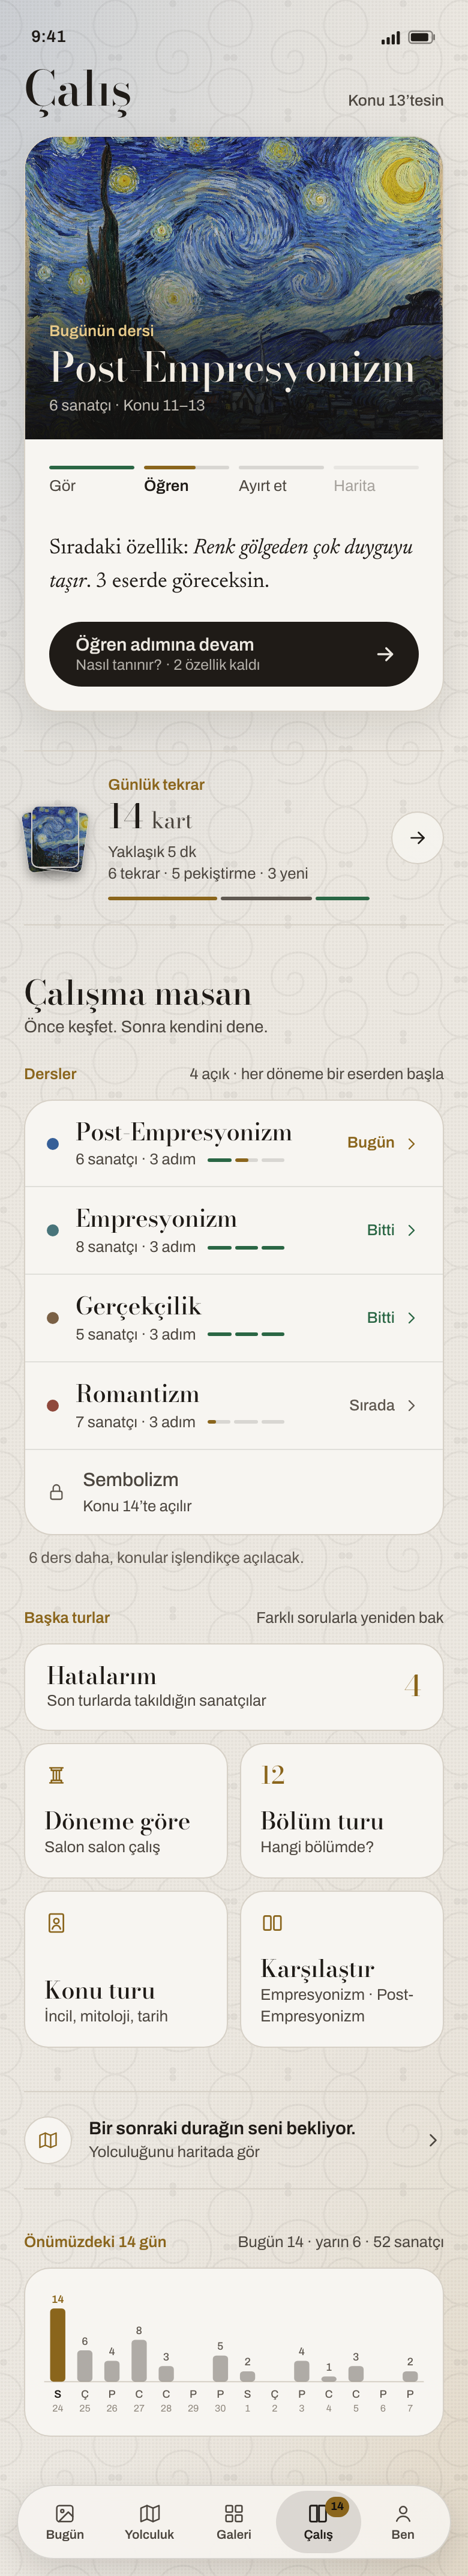 9:41
Çalış
Konu 13’tesin
Bugünün dersi
Post-Empresyonizm
6 sanatçı · Konu 11–13
Gör
Öğren
Ayırt et
Harita
Sıradaki özellik: Renk gölgeden çok duyguyu
taşır. 3 eserde göreceksin.
Öğren adımına devam
Nasıl tanınır? · 2 özellik kaldı
Günlük tekrar
14 kart
Yaklaşık 5 dk
6 tekrar · 5 pekiştirme · 3 yeni
Çalışma masan
Önce keşfet. Sonra kendini dene.
Dersler
4 açık · her döneme bir eserden başla
Post-Empresyonizm
6 sanatçı · 3 adım
Bugün
Empresyonizm
8 sanatçı · 3 adım
Bitti
Gerçekçilik
5 sanatçı · 3 adım
Bitti
Romantizm
7 sanatçı · 3 adım
Sırada
Sembolizm
Konu 14’te açılır
6 ders daha, konular işlendikçe açılacak.
Başka turlar
Farklı sorularla yeniden bak
Hatalarım
Son turlarda takıldığın sanatçılar
4
Döneme göre
Salon salon çalış
12
Bölüm turu
Hangi bölümde?
Konu turu
İncil, mitoloji, tarih
Karşılaştır
Empresyonizm · Post-
Empresyonizm
Bir sonraki durağın seni bekliyor.
Yolculuğunu haritada gör
Önümüzdeki 14 gün
Bugün 14 · yarın 6 · 52 sanatçı
14 6 4 8 3 5 2 4 1 3 2
S Ç P C C P P S Ç P C C P P
24 25 26 27 28 29 30 1 2 3 4 5 6 7
14
Bugün
Yolculuk
Galeri
Çalış
Ben